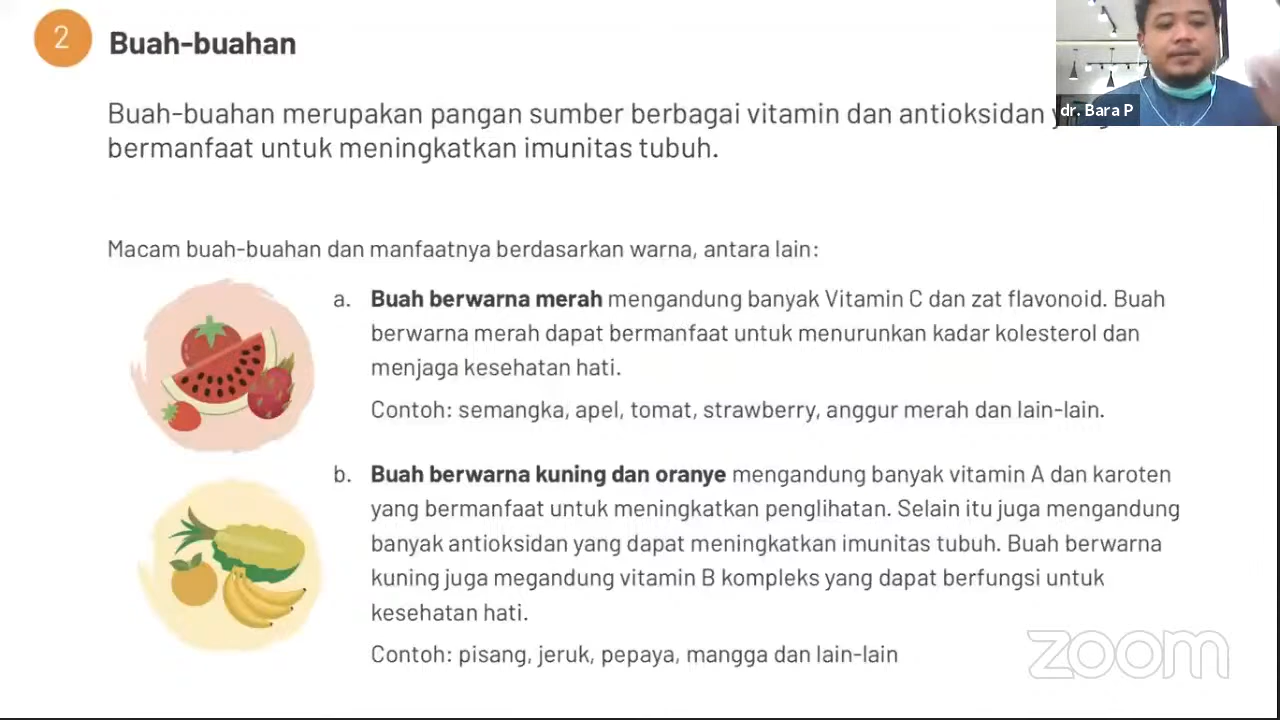 2
Buah-buahan
dr. Bara P
Buah-buahan merupakan pangan sumber berbagai vitamin dan antioksidan
bermanfaat untuk meningkatkan imunitas tubuh.
Macam buah-buahan dan manfaatnya berdasarkan warna, antara lain:
a. Buah berwarna merah mengandung banyak Vitamin C dan zat flavonoid. Buah
berwarna merah dapat bermanfaat untuk menurunkan kadar kolesterol dan
menjaga kesehatan hati.
Contoh: semangka, apel, tomat, strawberry, anggur merah dan lain-lain.
b. Buah berwarna kuning dan oranye mengandung banyak vitamin A dan karoten
yang bermanfaat untuk meningkatkan penglihatan. Selain itu juga mengandung
banyak antioksidan yang dapat meningkatkan imunitas tubuh. Buah berwarna
kuning juga megandung vitamin B kompleks yang dapat berfungsi untuk
kesehatan hati.
Contoh: pisang, jeruk, pepaya, mangga dan lain-lain
zoom